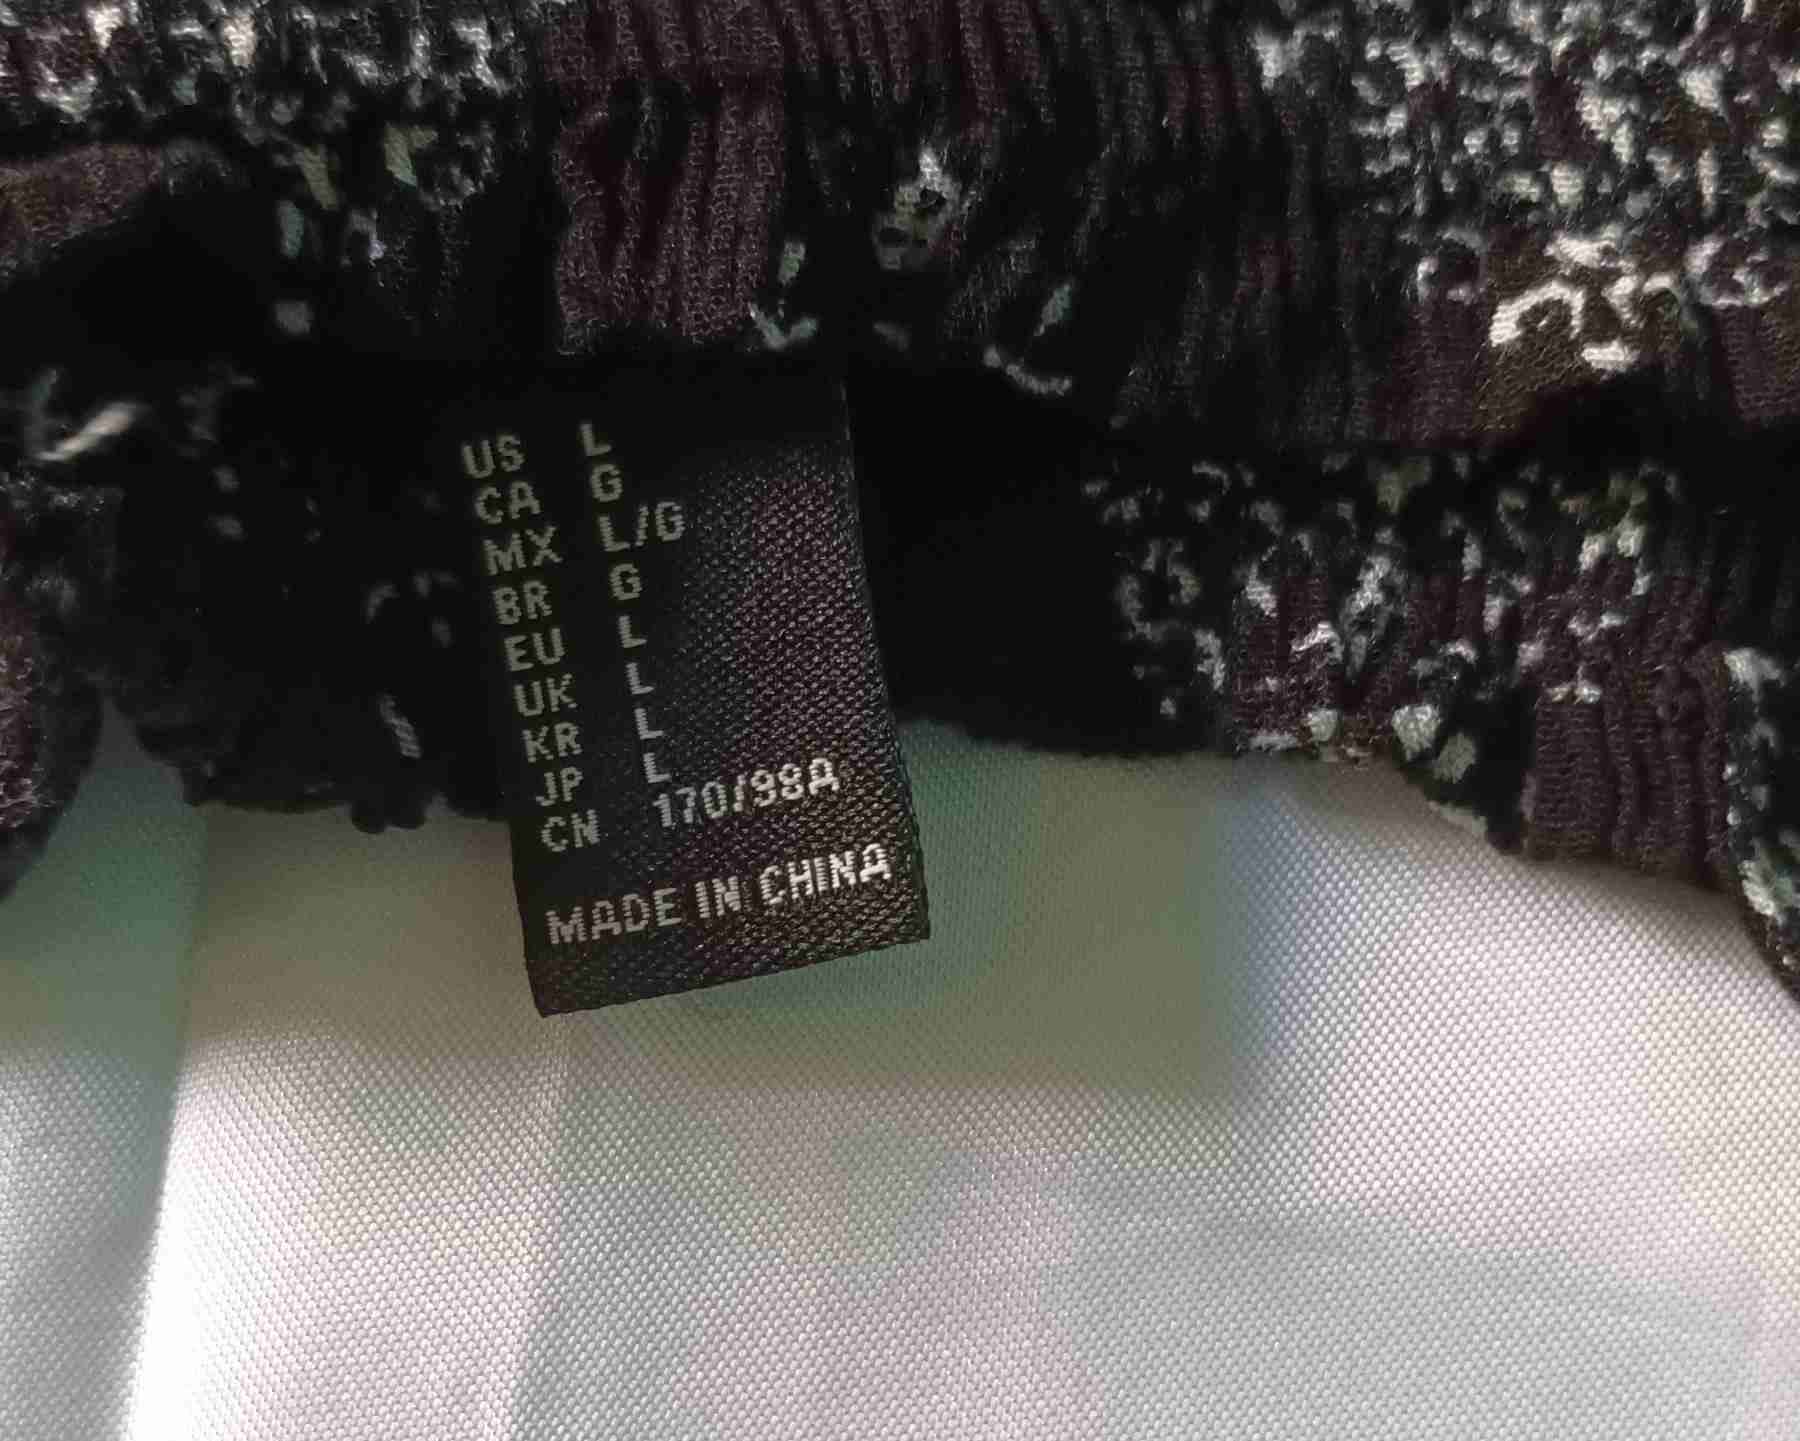 US L
CA G
MX L/G
BR G
EU L
UK L
KR L
JP L
CN 170/98A
MADE IN CHINA